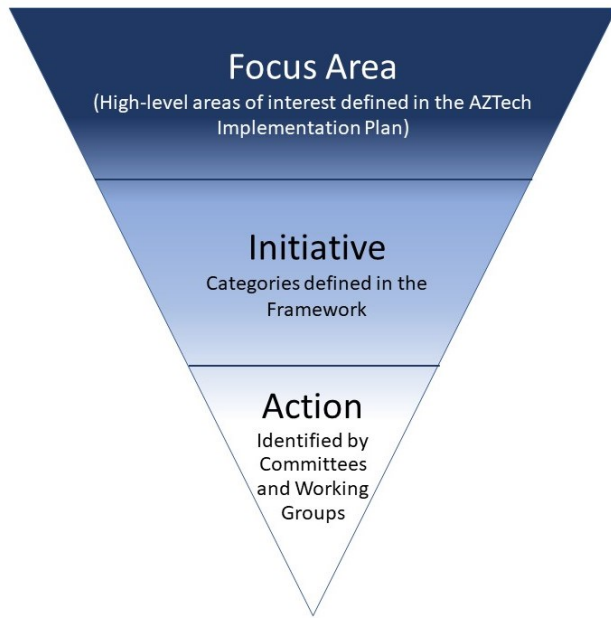 Focus Area
(High-level areas of interest defined in the AZTech
Implementation Plan)
Initiative
Categories defined in the
Framework
Action
Identified by
Committees
and Working
Groups